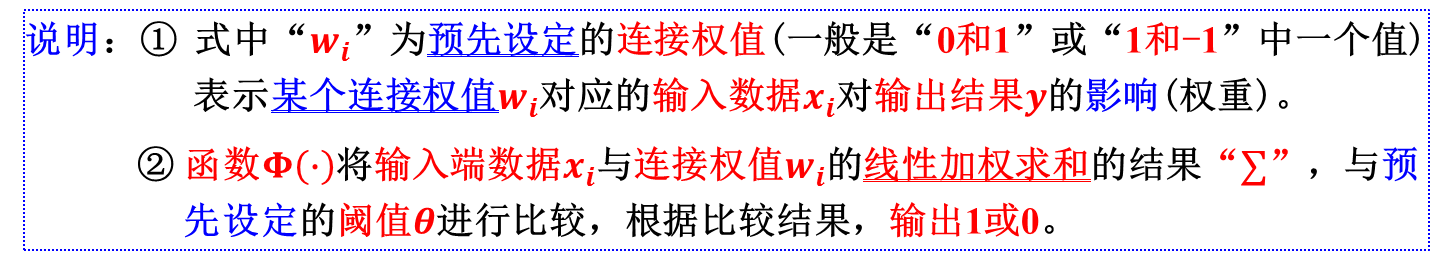 说明：① 式中“wᵢ”为预先设定的连接权值(一般是“0和1”或“1和-1”中一个值)
表示某个连接权值wᵢ对应的输入数据xᵢ对输出结果y的影响(权重)。
② 函数Φ(·)将输入端数据xᵢ与连接权值wᵢ的线性加权求和的结果“∑”，与预
先设定的阈值θ进行比较，根据比较结果，输出1或0。